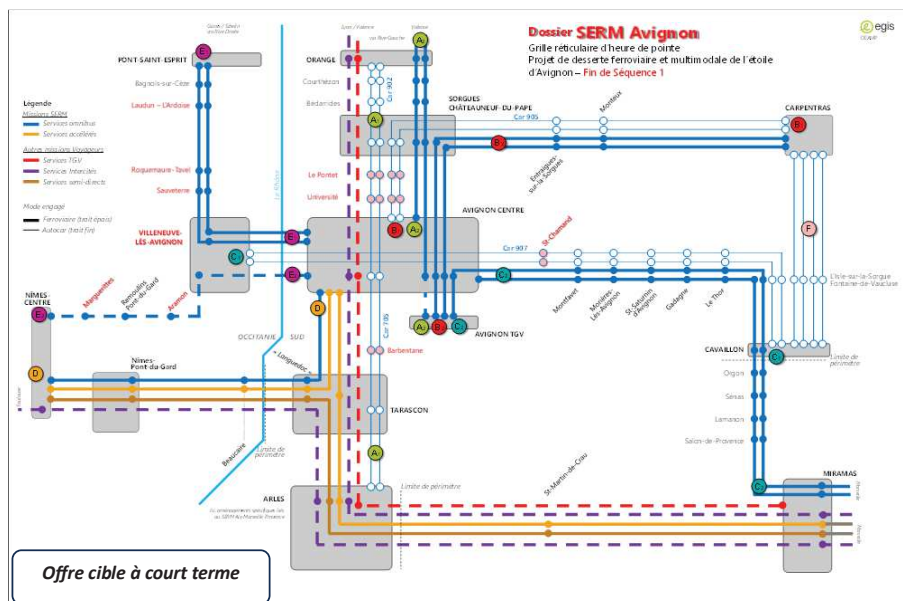 Dossier SERM Avignon
Grille réticulaire d'heure de pointe
Projet de desserte ferroviaire et multimodale de l'étoile
d'Avignon – Fin de Séquence 1
egis
Légende
Missions SERM
Services omnibus
Services accélérés
Autres missions Voyageurs
Services TGV
Services Intercités
Services semi-directs
Mode engagé
Ferroviaire (trait épais)
Autocar (trait fin)
PONT-SAINT-ESPRIT
Bagnols-sur-Cèze
Laudun – L'Ardoise
Roquemaure-Tavel
Sauveterre
VILLENEUVE-
LÈS-AVIGNON
Le Rhône
ORANGE
Courthézon
Bédarrides
Car 902
Valence
SORGUES
CHÂTEAUNEUF-DU-PAPE
Monteux
Car 905
CARPENTRAS
Entraigues-
sur-la-Sorgues
Le Pontet
Université
AVIGNON CENTRE
St-Chamand
Car 907
F
L'Isle-sur-la-Sorgue
Fontaine-de-Vaucluse
Montfavet
Morières-
Lès-Avignon
St-Saturnin
d'Avignon
Gadagne
Le Thor
AVIGNON TGV
NÎMES
CENTRE
Marguerittes
Remoulins
Pont-du-Gard
Aramon
OCCITANIE
SUD
D
D
Car 705
Barbentane
CAVAILLON
Limite de
périmètre
Nîmes-
Pont-du-Gard
« Languedoc »
TARASCON
Orgon
Sénas
Lamanon
Salon-de-Provence
Beaucaire
Limite de
périmètre
ARLES
Limite de périmètre
St-Martin-de-Crau
MIRAMAS
Offre cible à court terme